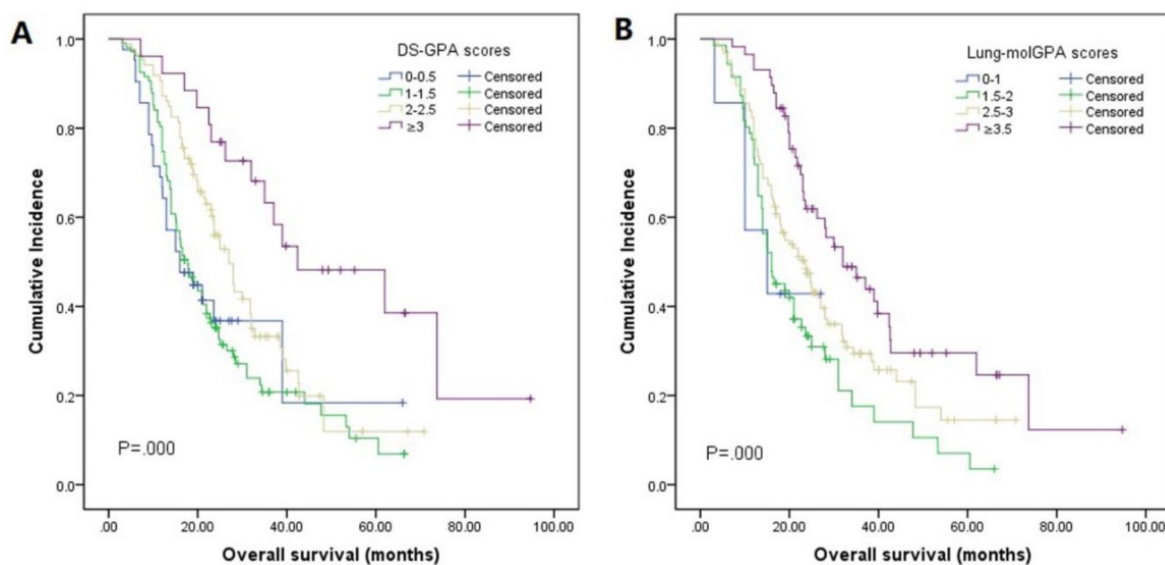 A
DS-GPA scores
0-0.5 Censored
1-1.5 Censored
2-2.5 Censored
≥3 Censored
P=.000
Cumulative Incidence
1.0
0.8
0.6
0.4
0.2
0.0
.00 20.00 40.00 60.00 80.00 100.00
Overall survival (months)
B
Lung-molGPA scores
0-1 Censored
1.5-2 Censored
2.5-3 Censored
≥3.5 Censored
P=.000
Cumulative Incidence
1.0
0.8
0.6
0.4
0.2
0.0
.00 20.00 40.00 60.00 80.00 100.00
Overall survival (months)